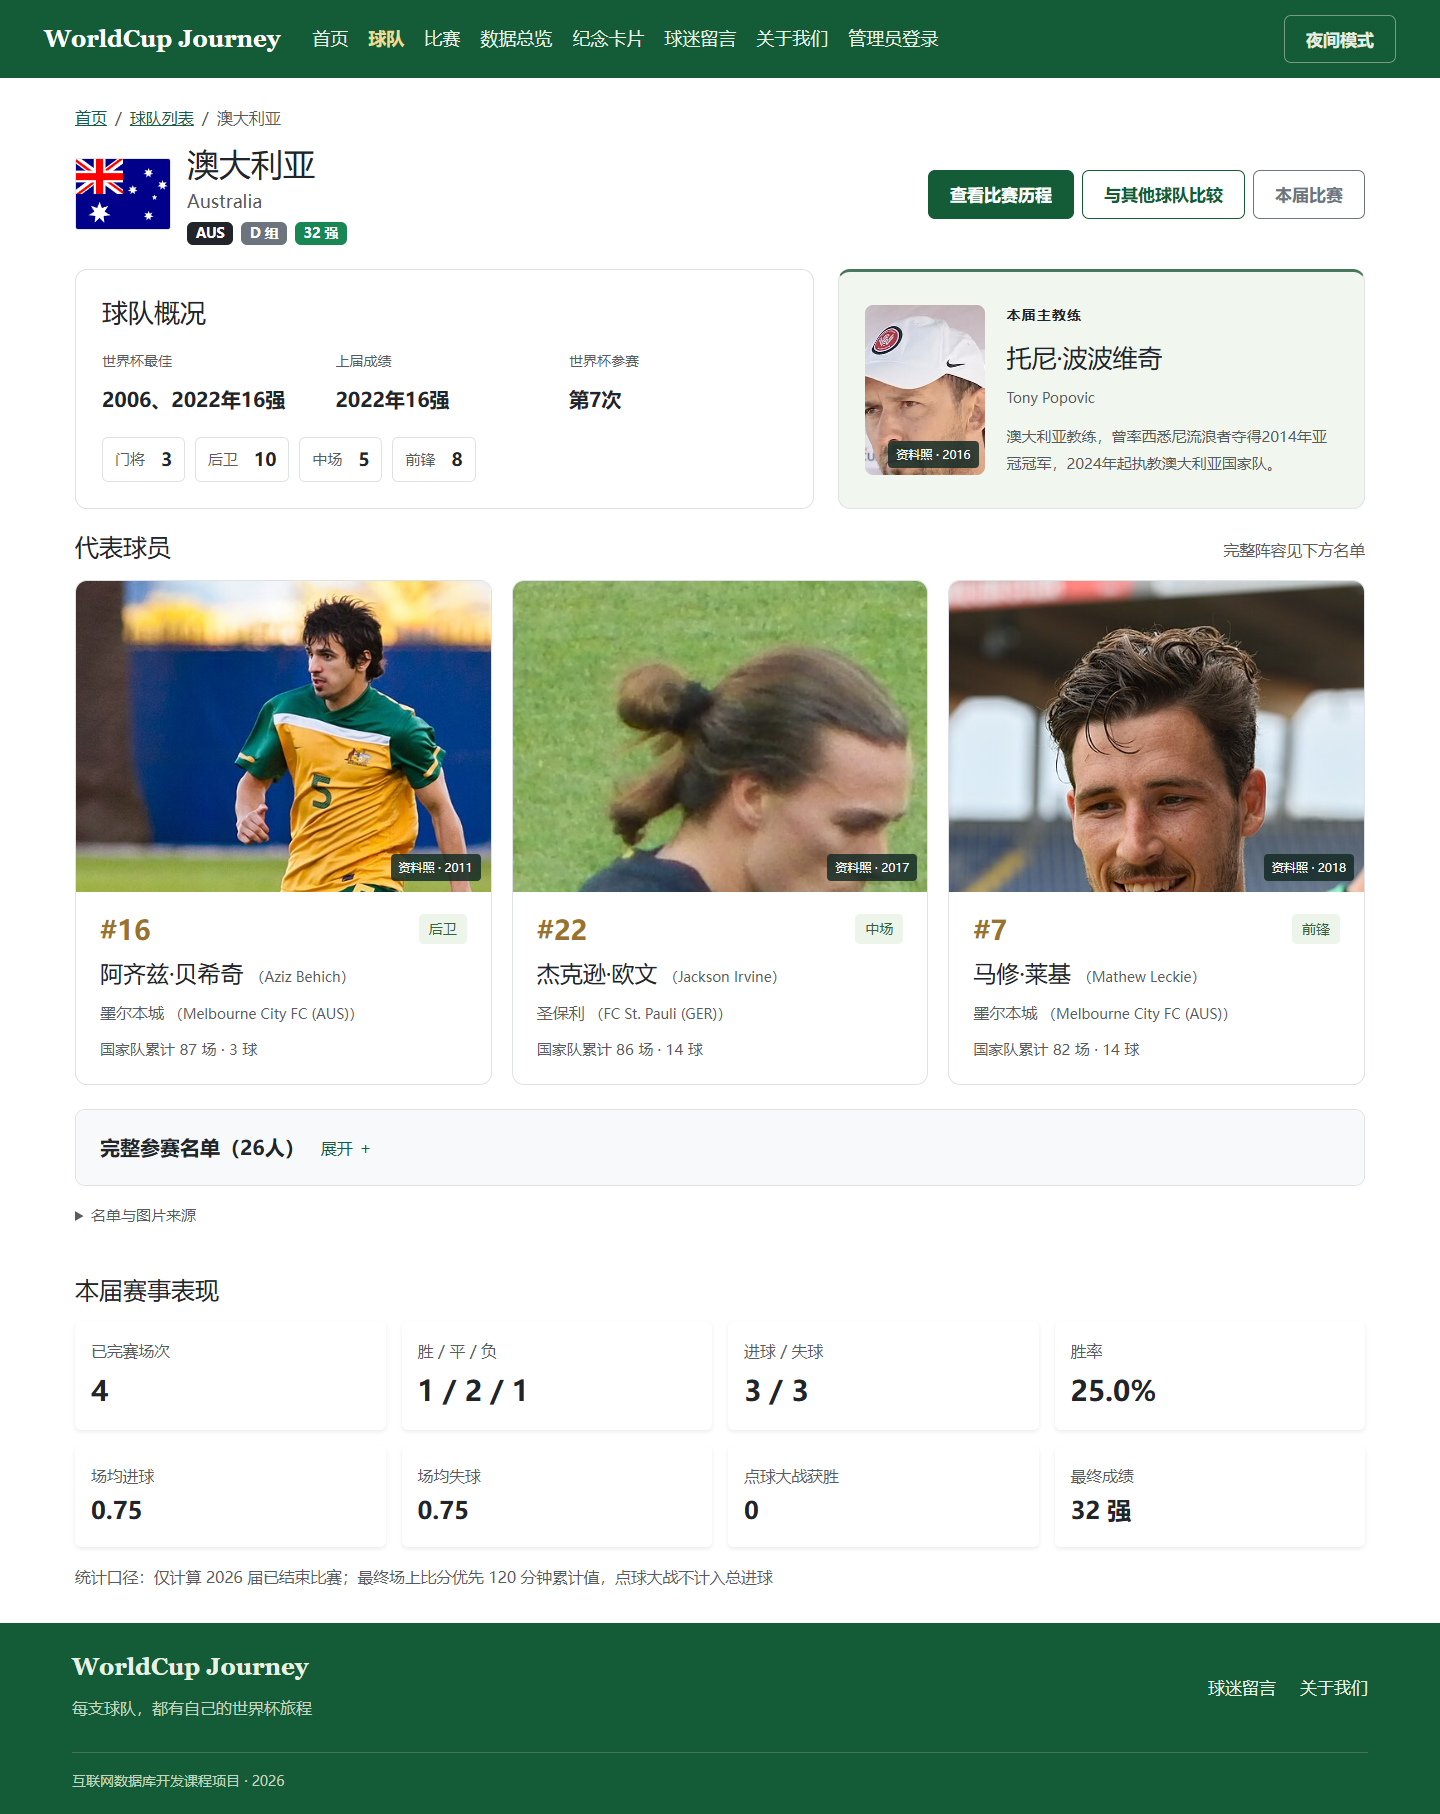 WorldCup Journey 首页 球队 比赛 数据总览 纪念卡片 球迷留言 关于我们 管理员登录 夜间模式
首页 / 球队列表 / 澳大利亚
澳大利亚
Australia
AUS D 组 32 强
查看比赛历程 与其他球队比较 本届比赛
球队概况
世界杯最佳 上届成绩 世界杯参赛
2006、2022年16强 2022年16强 第7次
门将 3 后卫 10 中场 5 前锋 8
资料照 · 2016
本届主教练
托尼·波波维奇
Tony Popovic
澳大利亚教练，曾率西悉尼流浪者夺得2014年亚
冠冠军，2024年起执教澳大利亚国家队。
代表球员 完整阵容见下方名单
5
资料照 · 2011
#16 后卫
阿齐兹·贝希奇 （Aziz Behich）
墨尔本城 （Melbourne City FC (AUS)）
国家队累计 87 场 · 3 球
资料照 · 2017
#22 中场
杰克逊·欧文 （Jackson Irvine）
圣保利 （FC St. Pauli (GER)）
国家队累计 86 场 · 14 球
资料照 · 2018
#7 前锋
马修·莱基 （Mathew Leckie）
墨尔本城 （Melbourne City FC (AUS)）
国家队累计 82 场 · 14 球
完整参赛名单（26人） 展开 +
▶ 名单与图片来源
本届赛事表现
已完赛场次 胜 / 平 / 负 进球 / 失球 胜率
4 1 / 2 / 1 3 / 3 25.0%
场均进球 场均失球 点球大战获胜 最终成绩
0.75 0.75 0 32 强
统计口径：仅计算 2026 届已结束比赛；最终场上比分优先 120 分钟累计值，点球大战不计入总进球
WorldCup Journey
每支球队，都有自己的世界杯旅程
球迷留言 关于我们
互联网数据库开发课程项目 · 2026